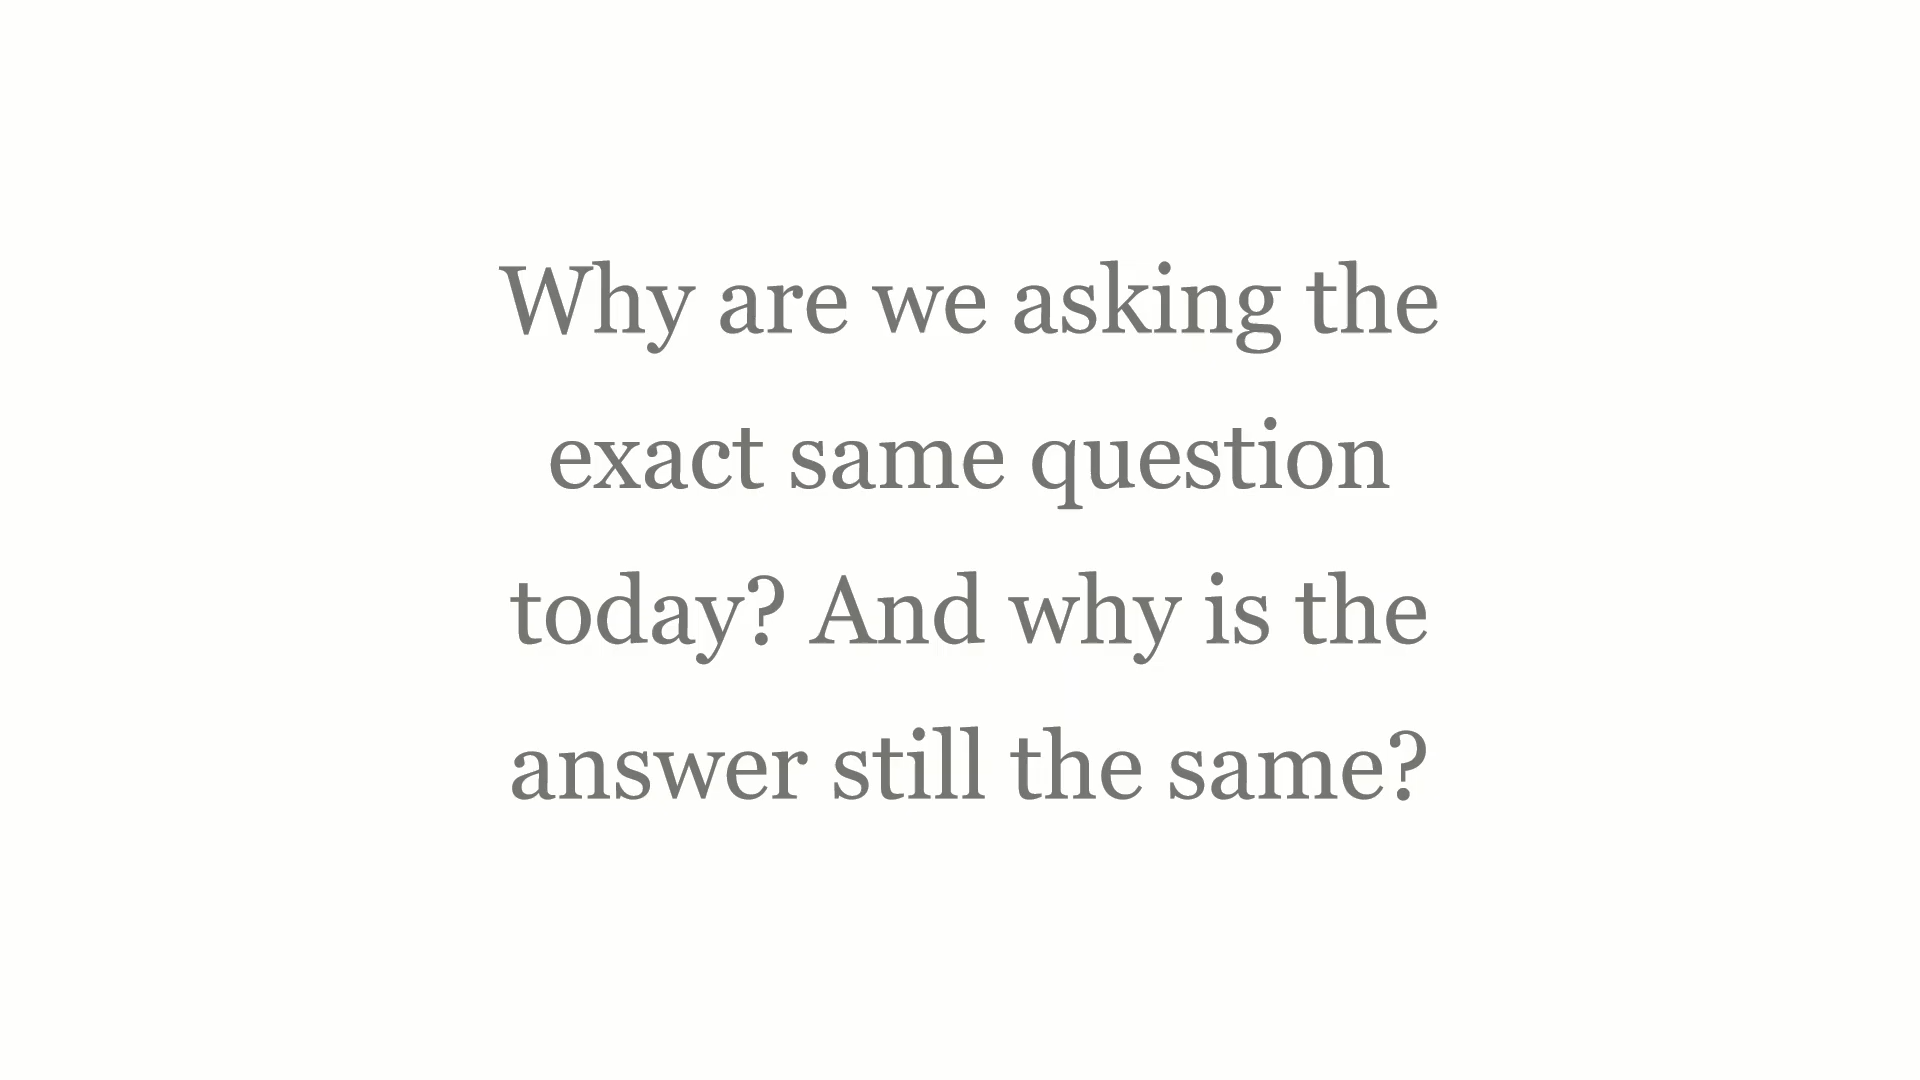 Why are we asking the
exact same question
today? And why is the
answer still the same?